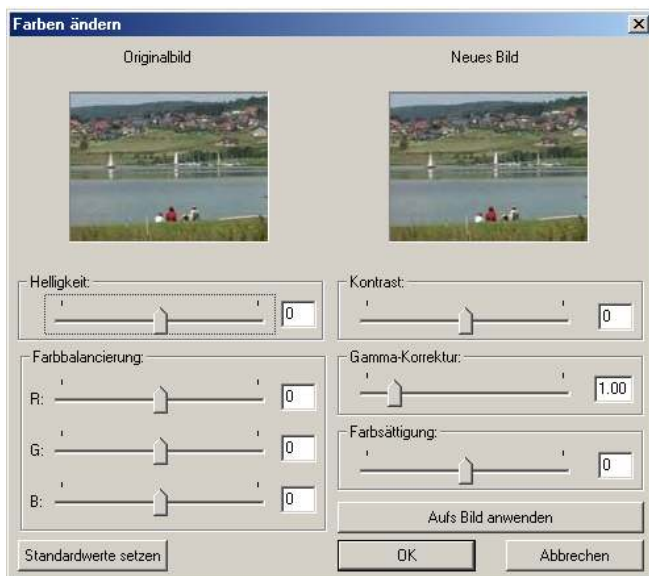 Farben ändern
Originalbild
Neues Bild
Helligkeit:
0
Kontrast:
0
Farbbalancierung:
R:
0
G:
0
B:
0
Gamma-Korrektur:
1.00
Farbsättigung:
0
Aufs Bild anwenden
Standardwerte setzen
OK
Abbrechen